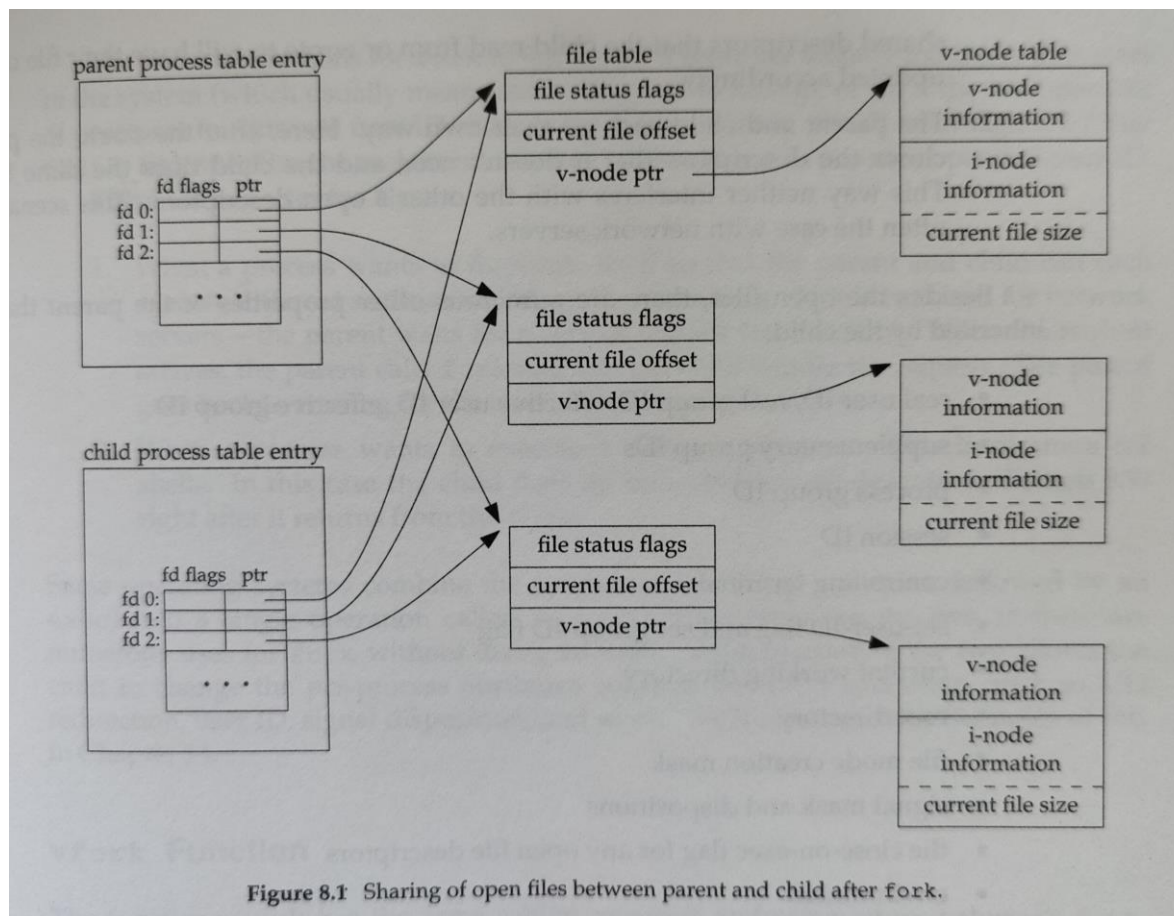 parent process table entry
fd flags ptr
fd 0:
fd 1:
fd 2:
. . .
child process table entry
fd flags ptr
fd 0:
fd 1:
fd 2:
. . .
file table
file status flags
current file offset
v-node ptr
file status flags
current file offset
v-node ptr
file status flags
current file offset
v-node ptr
v-node table
v-node
information
i-node
information
current file size
v-node
information
i-node
information
current file size
v-node
information
i-node
information
current file size
Figure 8.1 Sharing of open files between parent and child after fork.